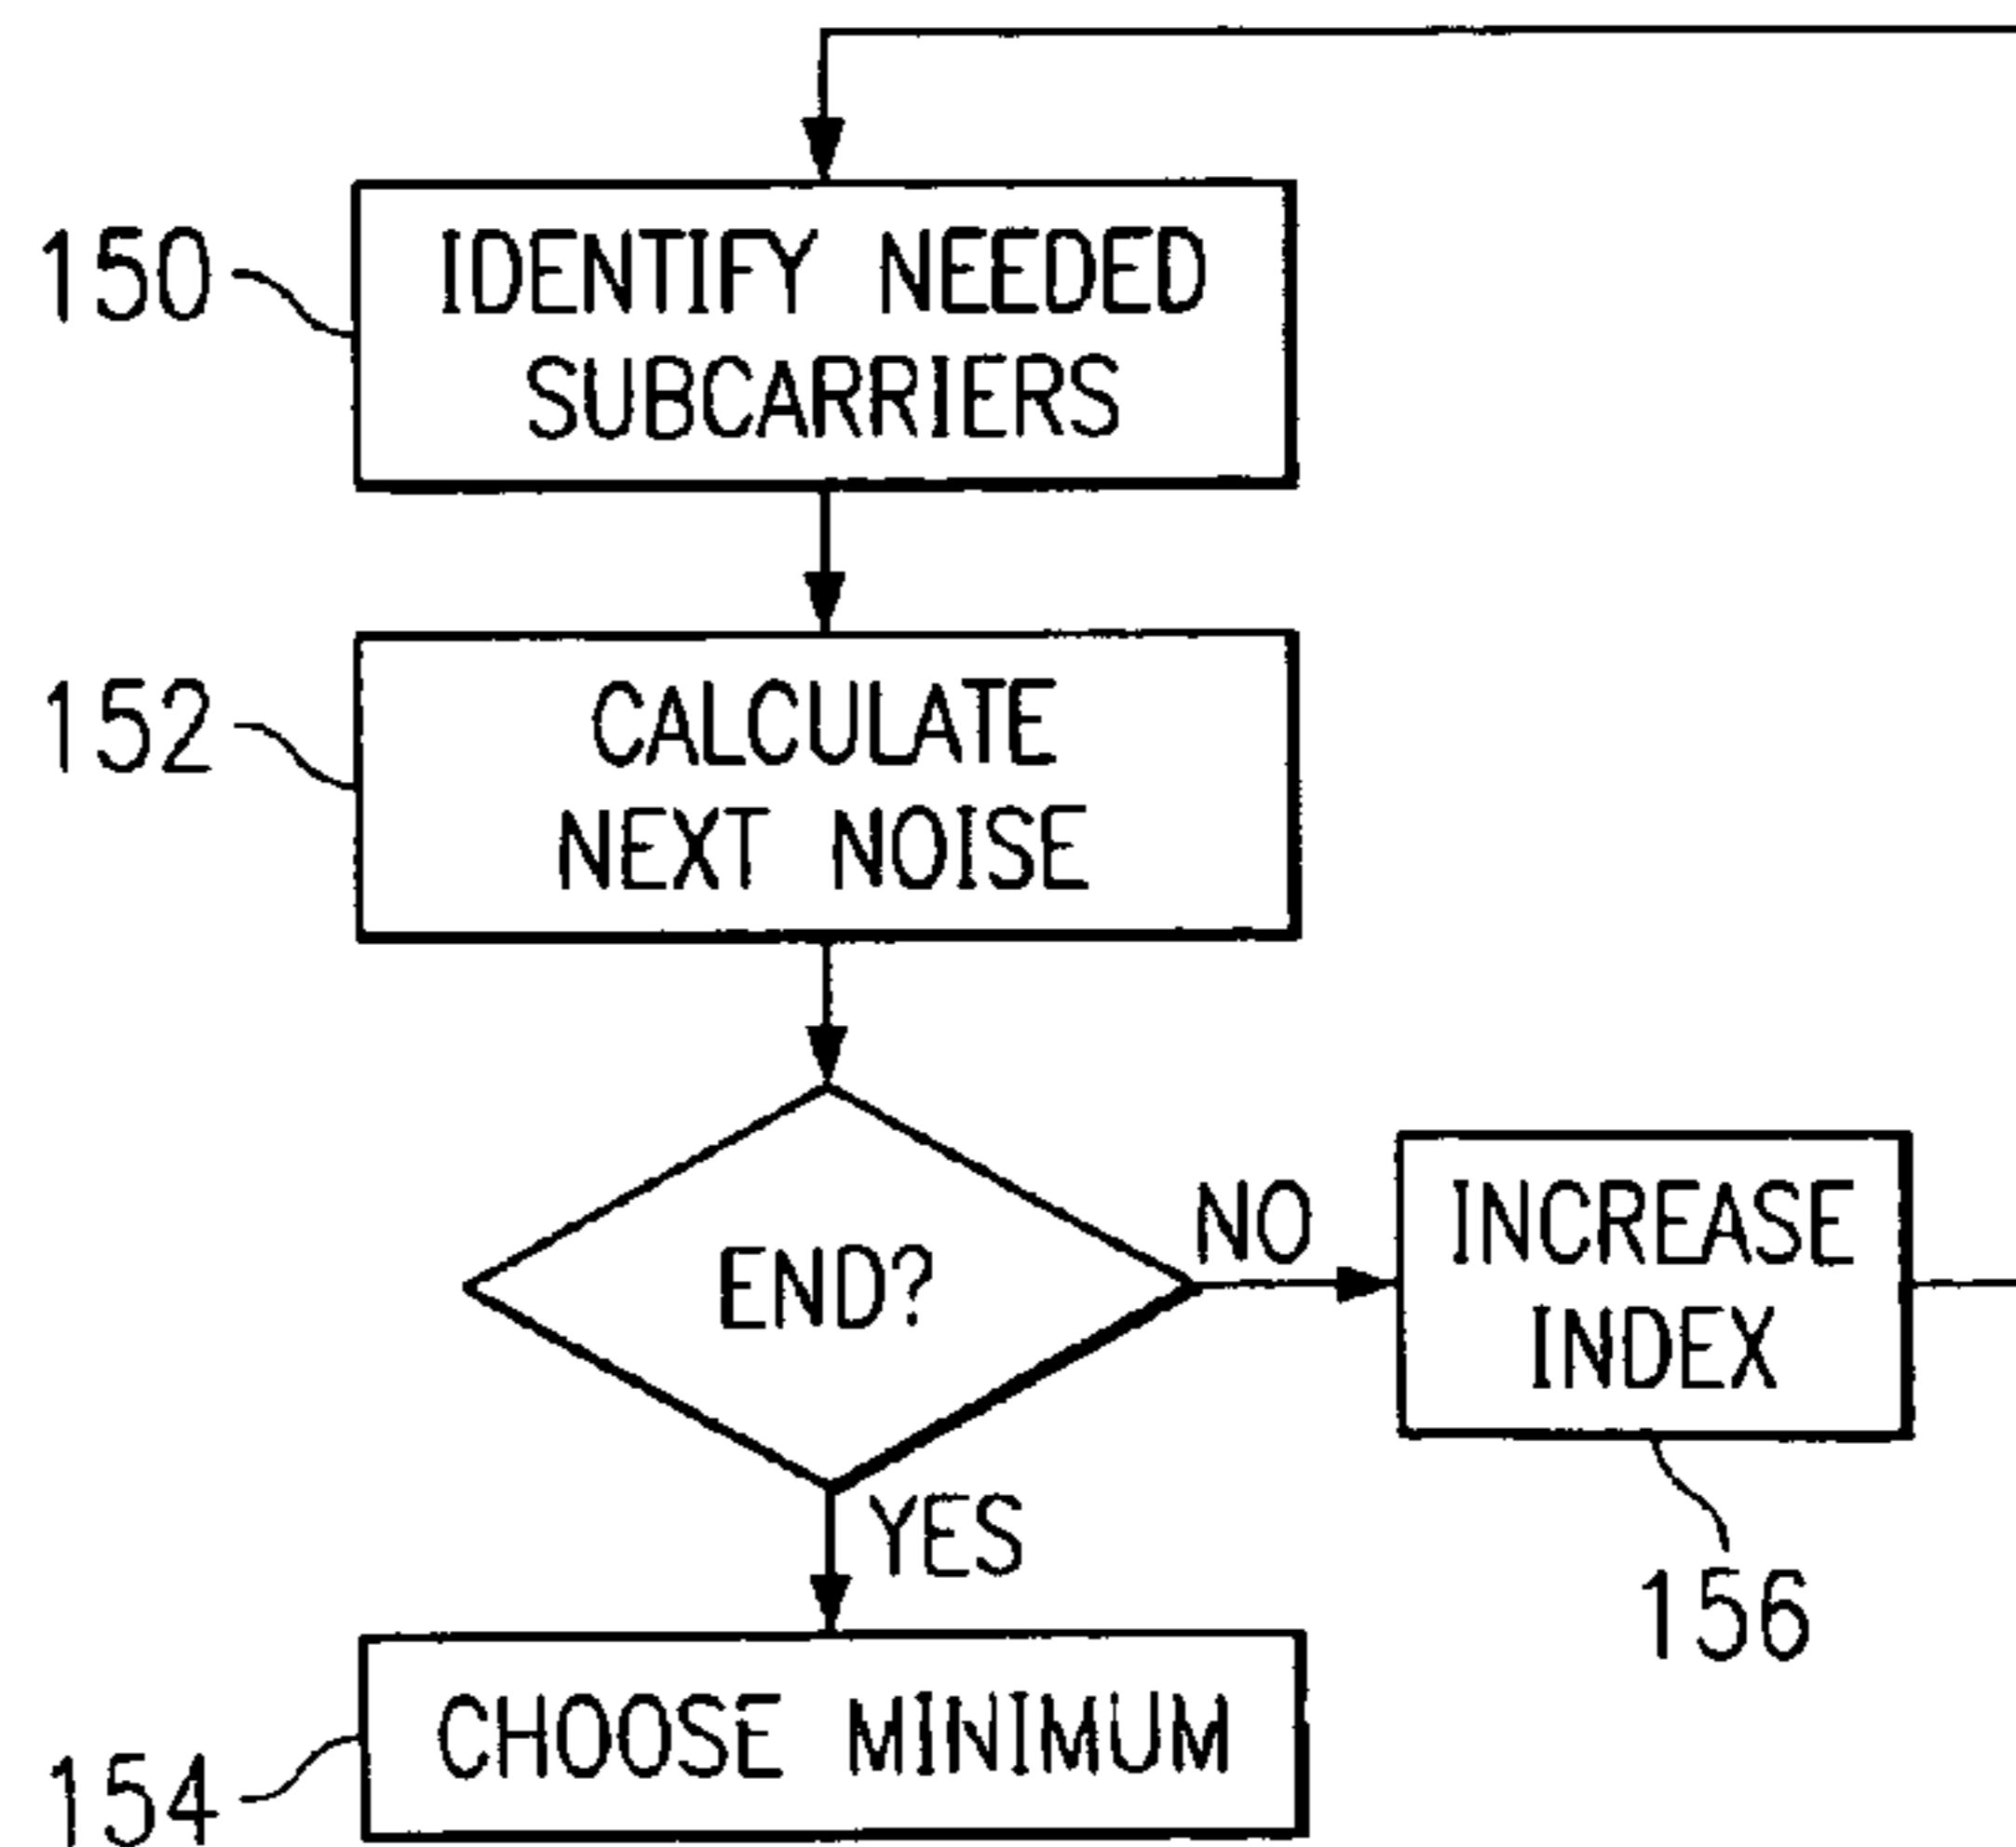 150
IDENTIFY NEEDED
SUBCARRIERS
152
CALCULATE
NEXT NOISE
END?
NO
INCREASE
INDEX
156
YES
154
CHOOSE MINIMUM